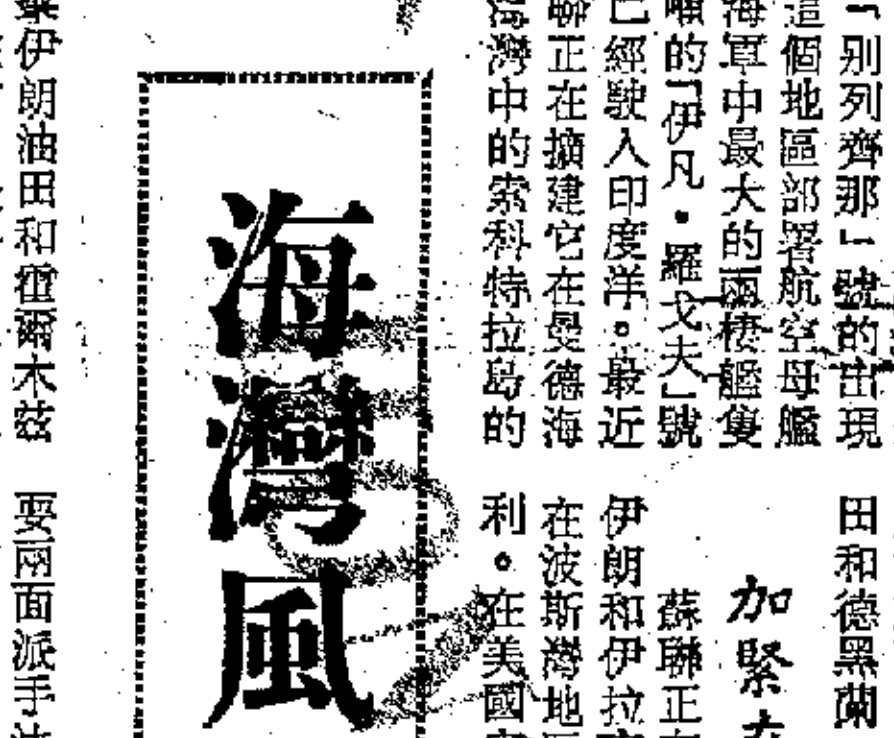 「别列齊那」號的出現
這個地區部署航空母艦
海軍中最大的兩棲艦隻
噸的「伊凡・羅戈夫」號
已經駛入印度洋。最近
聯正在擴建它在曼德海
灣中的索科特拉島的
田和德黑蘭
加緊在
蘇聯正在
伊朗和伊拉
在波斯灣地
利。在美國
海灣風
伊朗油田和霍爾木茲
耍兩面派手法